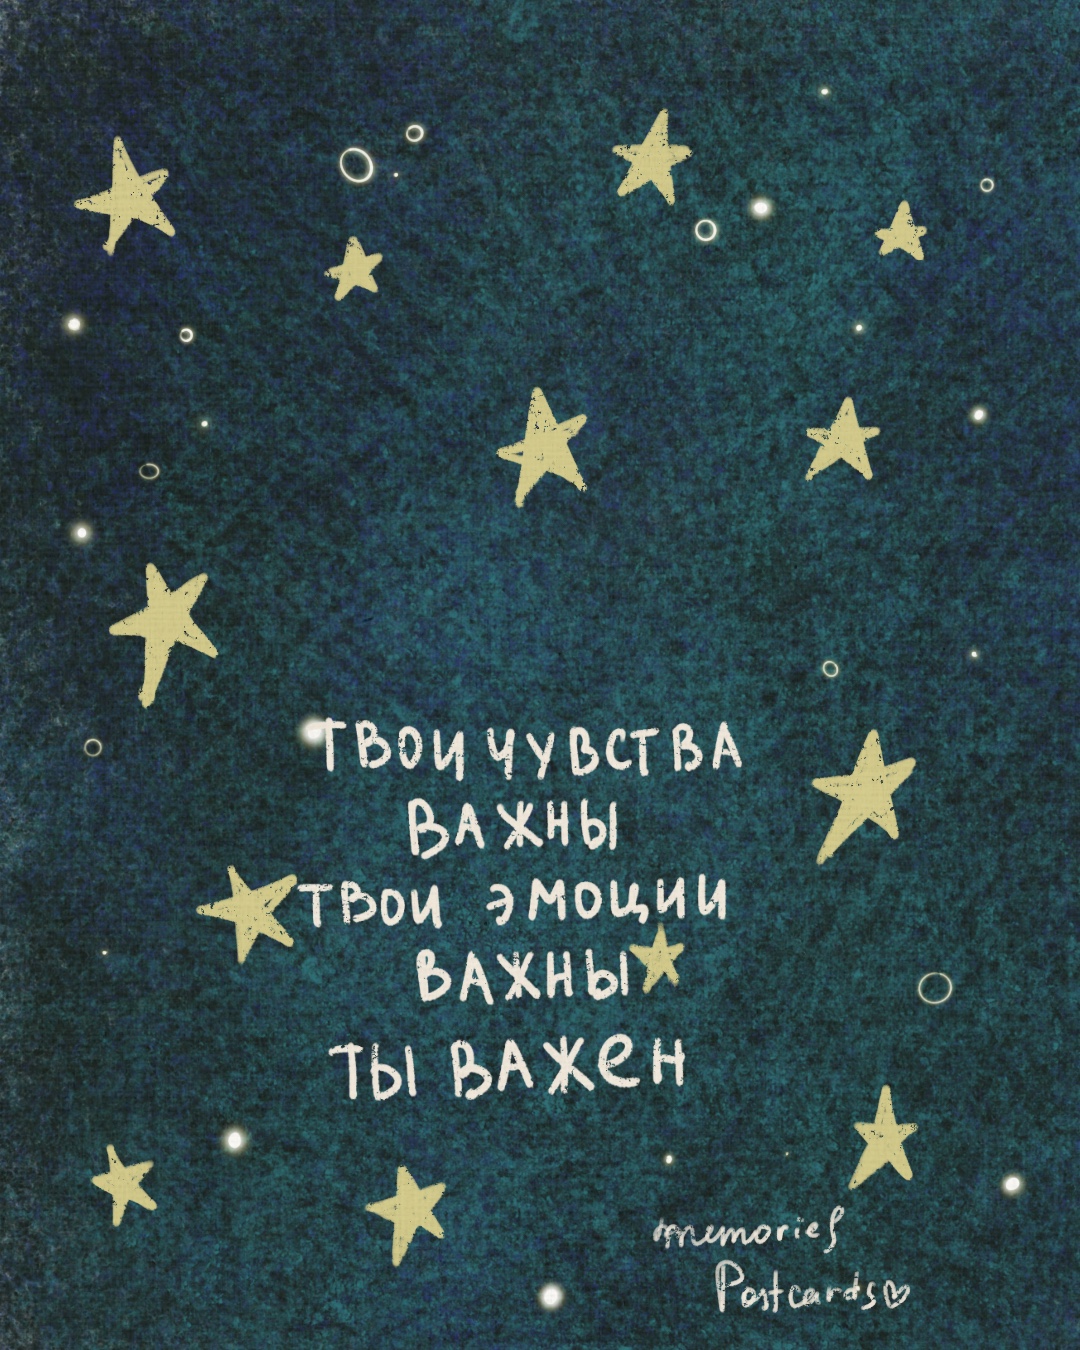 ТВОИ ЧУВСТВА
ВАЖНЫ
ТВОИ ЭМОЦИИ
ВАЖНЫ
ТЫ ВАЖЕН
memories
Postcards